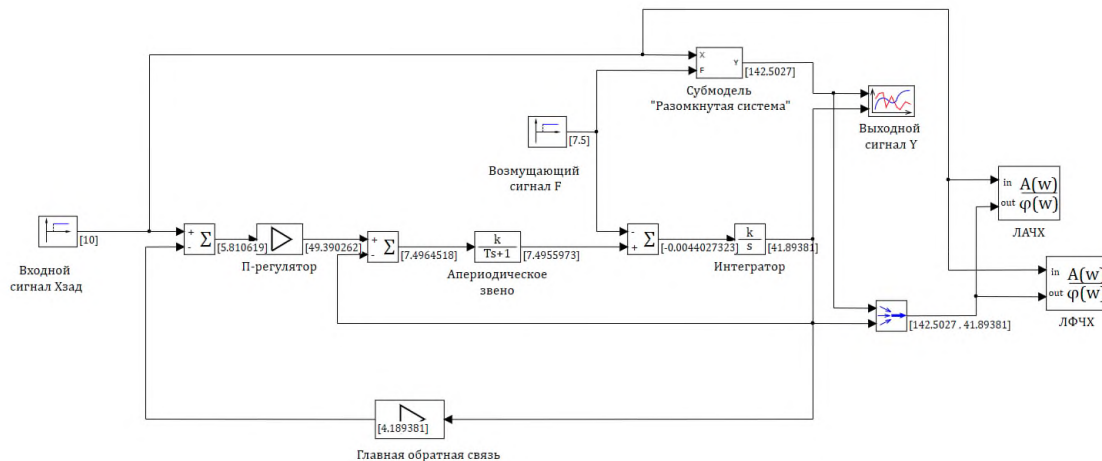 X
Y
F
[142.5027]
Субмодель
"Разомкнутая система"
Выходной
сигнал Y
[7.5]
Возмущающий
сигнал F
in
A(w)
out
φ(w)
ЛАЧХ
[10]
Входной
сигнал Xзад
+
-
Σ
[5.810619]
П-регулятор
[49.390262]
+
-
Σ
[7.4964518]
k
Ts+1
[7.4955973]
Апериодическое
звено
-
+
Σ
[-0.0044027323]
k
s
[41.89381]
Интегратор
in
A(w)
out
φ(w)
ЛФЧХ
[142.5027 . 41.89381]
[4.189381]
Главная обратная связь